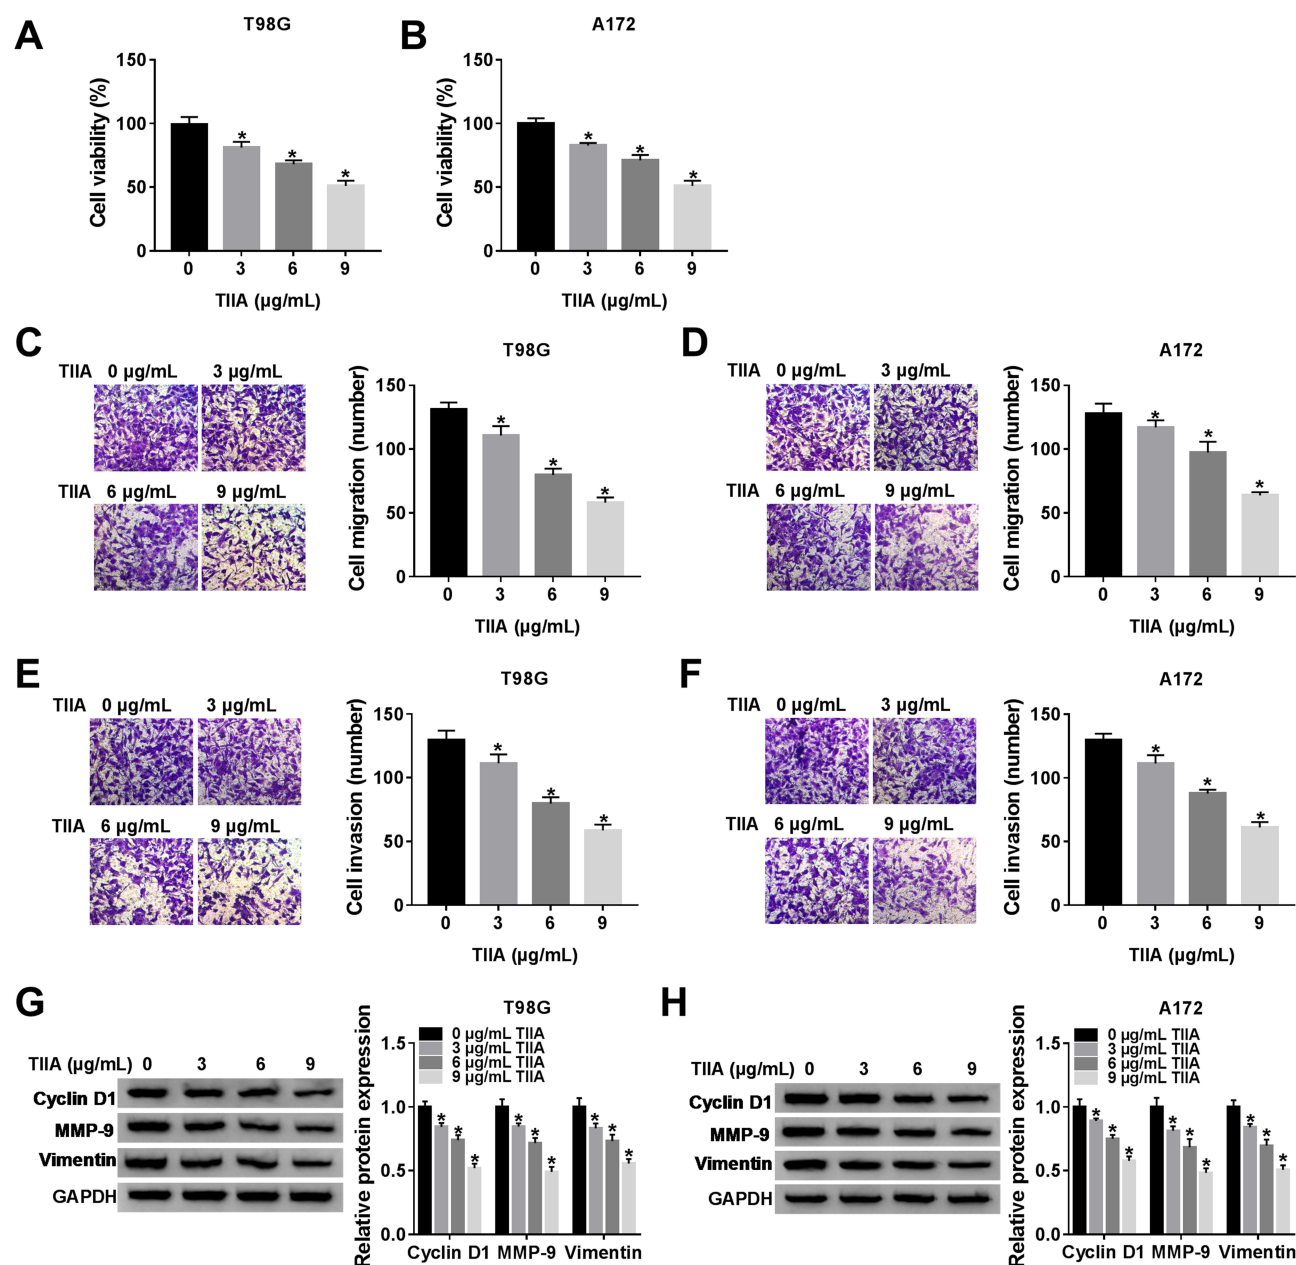 A
T98G
Cell viability (%)
150
100
50
0
* * *
0 3 6 9
TIIA (µg/mL)
B
A172
Cell viability (%)
150
100
50
0
* * *
0 3 6 9
TIIA (µg/mL)
C
TIIA 0 µg/mL 3 µg/mL
TIIA 6 µg/mL 9 µg/mL
T98G
Cell migration (number)
150
100
50
0
* * *
0 3 6 9
TIIA (µg/mL)
D
TIIA 0 µg/mL 3 µg/mL
TIIA 6 µg/mL 9 µg/mL
A172
Cell migration (number)
150
100
50
0
* * *
0 3 6 9
TIIA (µg/mL)
E
TIIA 0 µg/mL 3 µg/mL
TIIA 6 µg/mL 9 µg/mL
T98G
Cell invasion (number)
150
100
50
0
* * *
0 3 6 9
TIIA (µg/mL)
F
TIIA 0 µg/mL 3 µg/mL
TIIA 6 µg/mL 9 µg/mL
A172
Cell invasion (number)
150
100
50
0
* * *
0 3 6 9
TIIA (µg/mL)
G
TIIA (µg/mL) 0 3 6 9
Cyclin D1
MMP-9
Vimentin
GAPDH
T98G
Relative protein expression
1.5
1.0
0.5
0.0
0 µg/mL TIIA
3 µg/mL TIIA
6 µg/mL TIIA
9 µg/mL TIIA
* * * * * * * * *
Cyclin D1 MMP-9 Vimentin
H
TIIA (µg/mL) 0 3 6 9
Cyclin D1
MMP-9
Vimentin
GAPDH
A172
Relative protein expression
1.5
1.0
0.5
0.0
0 µg/mL TIIA
3 µg/mL TIIA
6 µg/mL TIIA
9 µg/mL TIIA
* * * * * * * * *
Cyclin D1 MMP-9 Vimentin